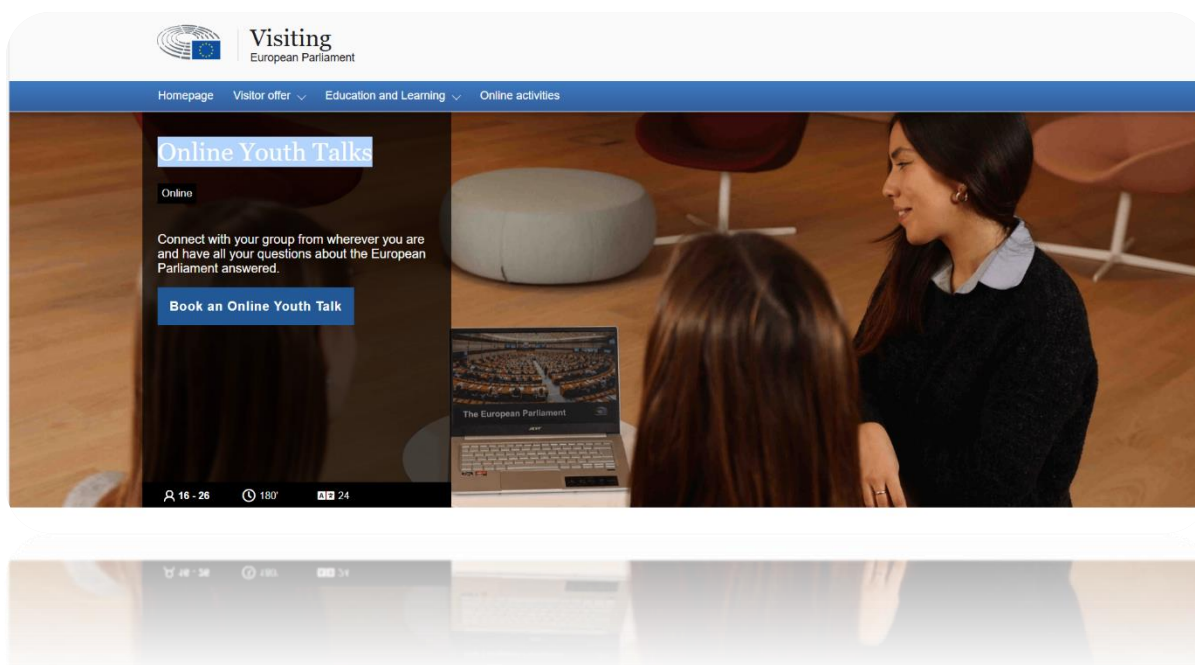 Visiting
European Parliament
Homepage Visitor offer Education and Learning Online activities
Online Youth Talks
Online
Connect with your group from wherever you are
and have all your questions about the European
Parliament answered.
Book an Online Youth Talk
The European Parliament
acer
16 - 26 180' 24